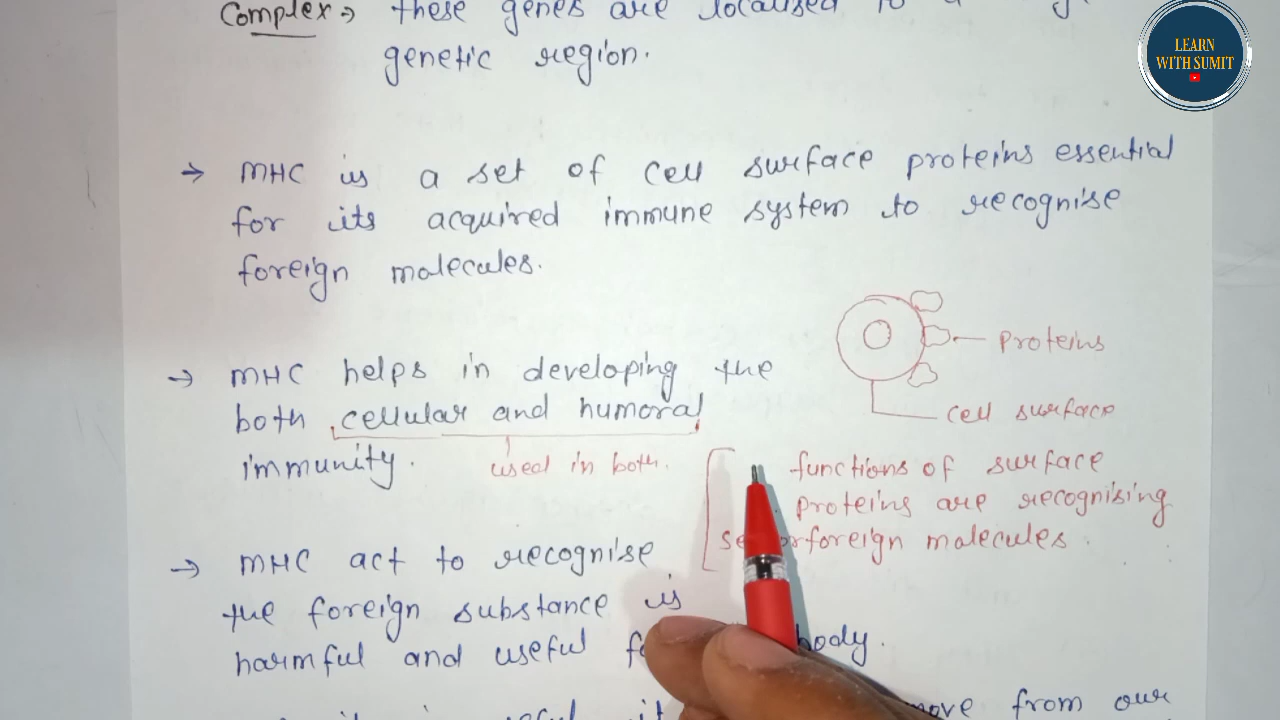 Complex → these genes are localised to a
genetic region.
LEARN
WITH SUMIT
→ MHC is a set of cell surface proteins essential
for its acquired immune system to recognise
foreign molecules.
→ MHC helps in developing the
both cellular and humoral
immunity.
used in both.
proteins
cell surface
functions of surface
proteins are recognising
foreign molecules.
→ MHC act to recognise
the foreign substance is
harmful and useful body.
from our